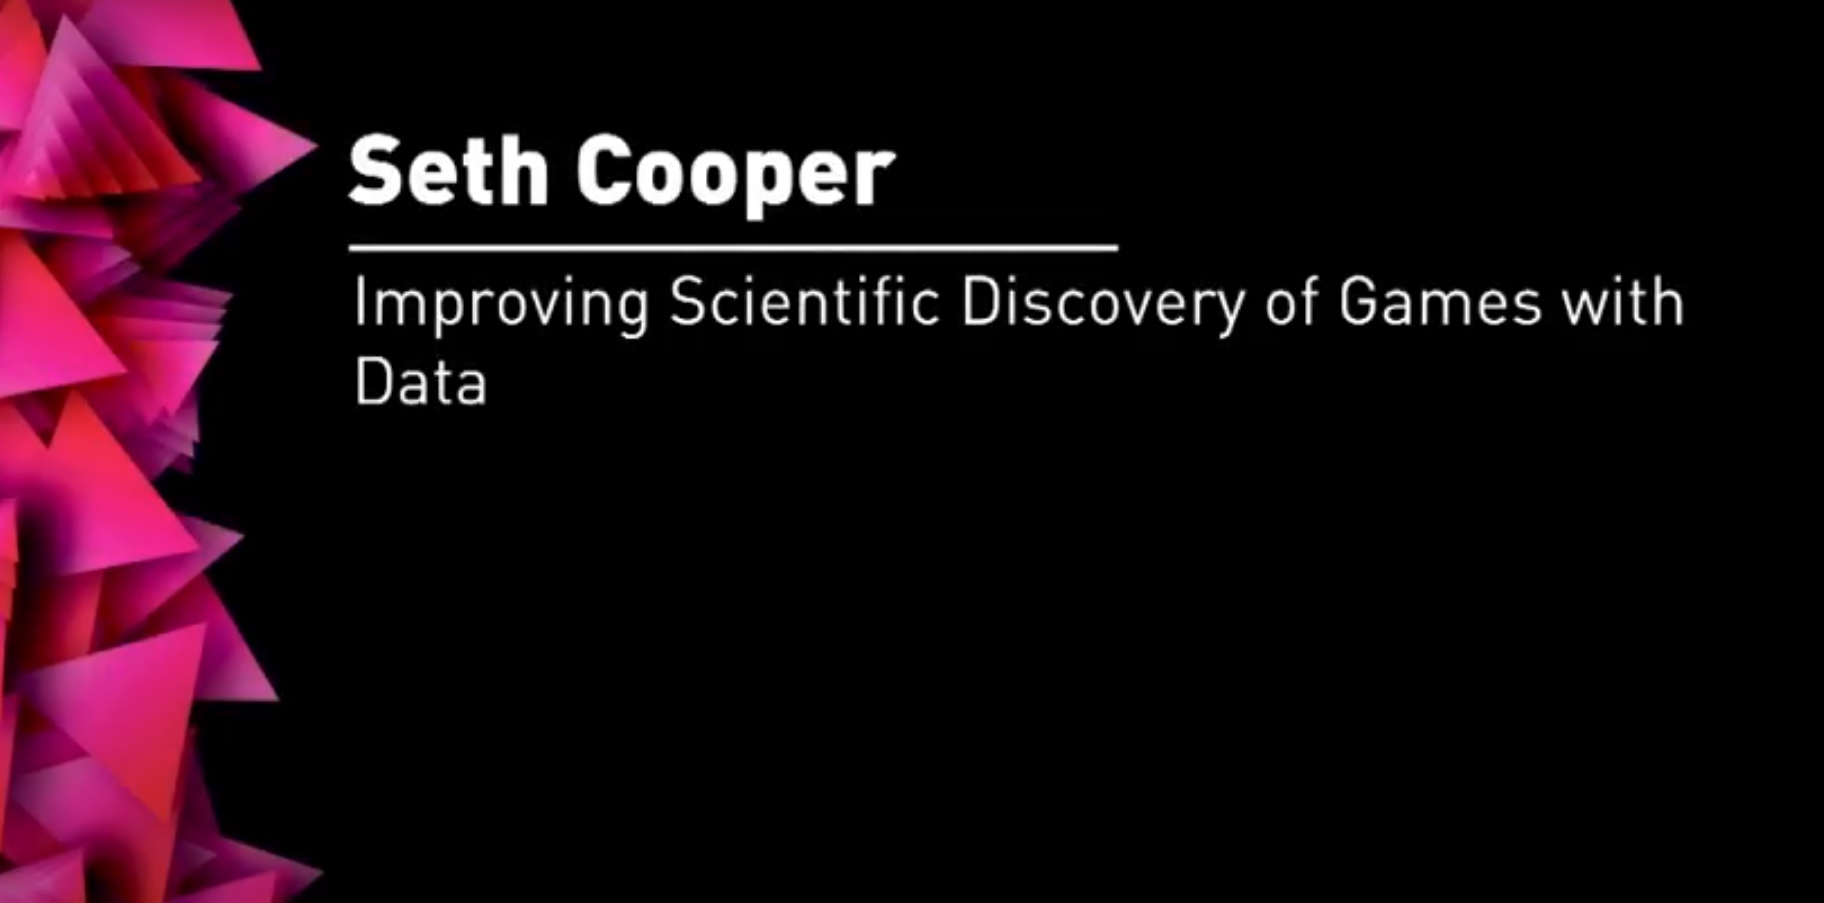 Seth Cooper
Improving Scientific Discovery of Games with
Data